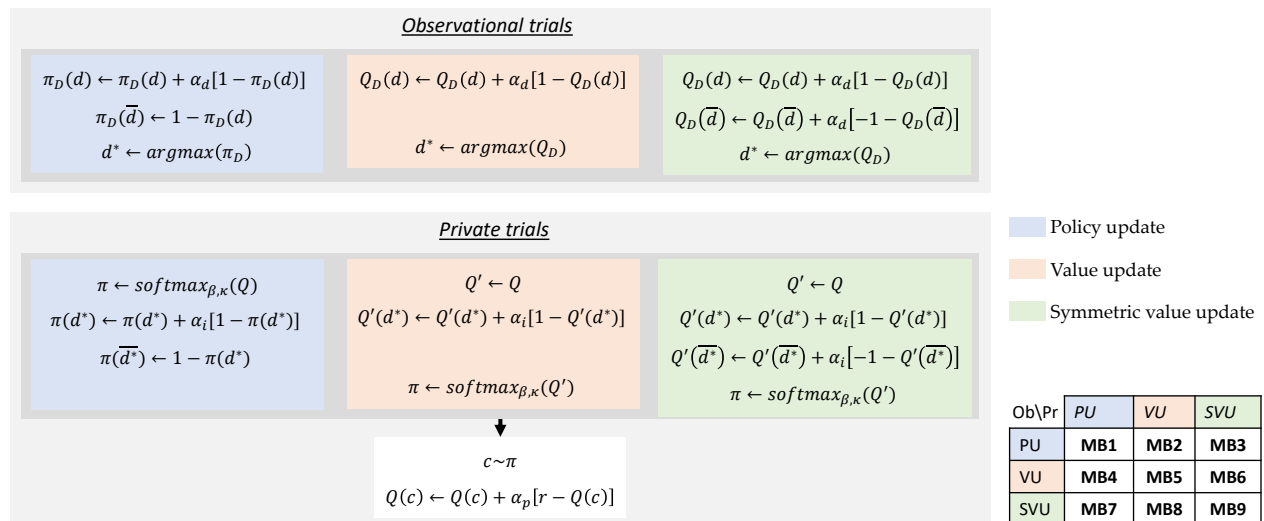 Observational trials
π_D(d) ← π_D(d) + α_d[1 − π_D(d)]
π_D(d̅) ← 1 − π_D(d)
d* ← argmax(π_D)
Q_D(d) ← Q_D(d) + α_d[1 − Q_D(d)]
d* ← argmax(Q_D)
Q_D(d) ← Q_D(d) + α_d[1 − Q_D(d)]
Q_D(d̅) ← Q_D(d̅) + α_d[−1 − Q_D(d̅)]
d* ← argmax(Q_D)
Private trials
π ← softmax_{β,κ}(Q)
π(d*) ← π(d*) + α_i[1 − π(d*)]
π(d̅*) ← 1 − π(d*)
Q′ ← Q
Q′(d*) ← Q′(d*) + α_i[1 − Q′(d*)]
π ← softmax_{β,κ}(Q′)
Q′ ← Q
Q′(d*) ← Q′(d*) + α_i[1 − Q′(d*)]
Q′(d̅*) ← Q′(d̅*) + α_i[−1 − Q′(d̅*)]
π ← softmax_{β,κ}(Q′)
c~π
Q(c) ← Q(c) + α_p[r − Q(c)]
Policy update
Value update
Symmetric value update
Ob\Pr PU VU SVU
PU MB1 MB2 MB3
VU MB4 MB5 MB6
SVU MB7 MB8 MB9